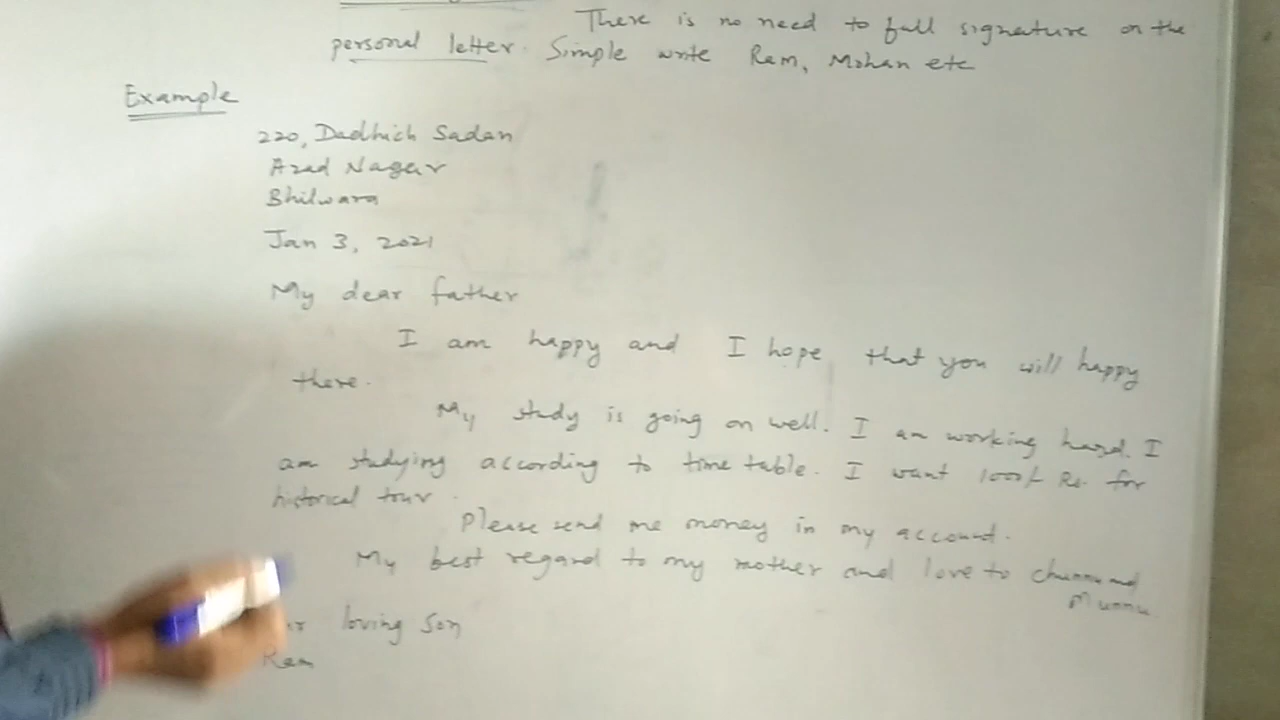 There is no need to full signature on the
personal letter. Simple write Ram, Mohan etc
Example
220, Dadhich Sadan
Azad Nagar
Bhilwara
Jan 3, 2021
My dear father
I am happy and I hope that you will happy
there.
My study is going on well. I am working hard. I
am studying according to time table. I want 1000/- Rs. for
historical tour.
Please send me money in my account.
My best regard to my mother and love to chunnu and
Munnu.
loving son
Ram